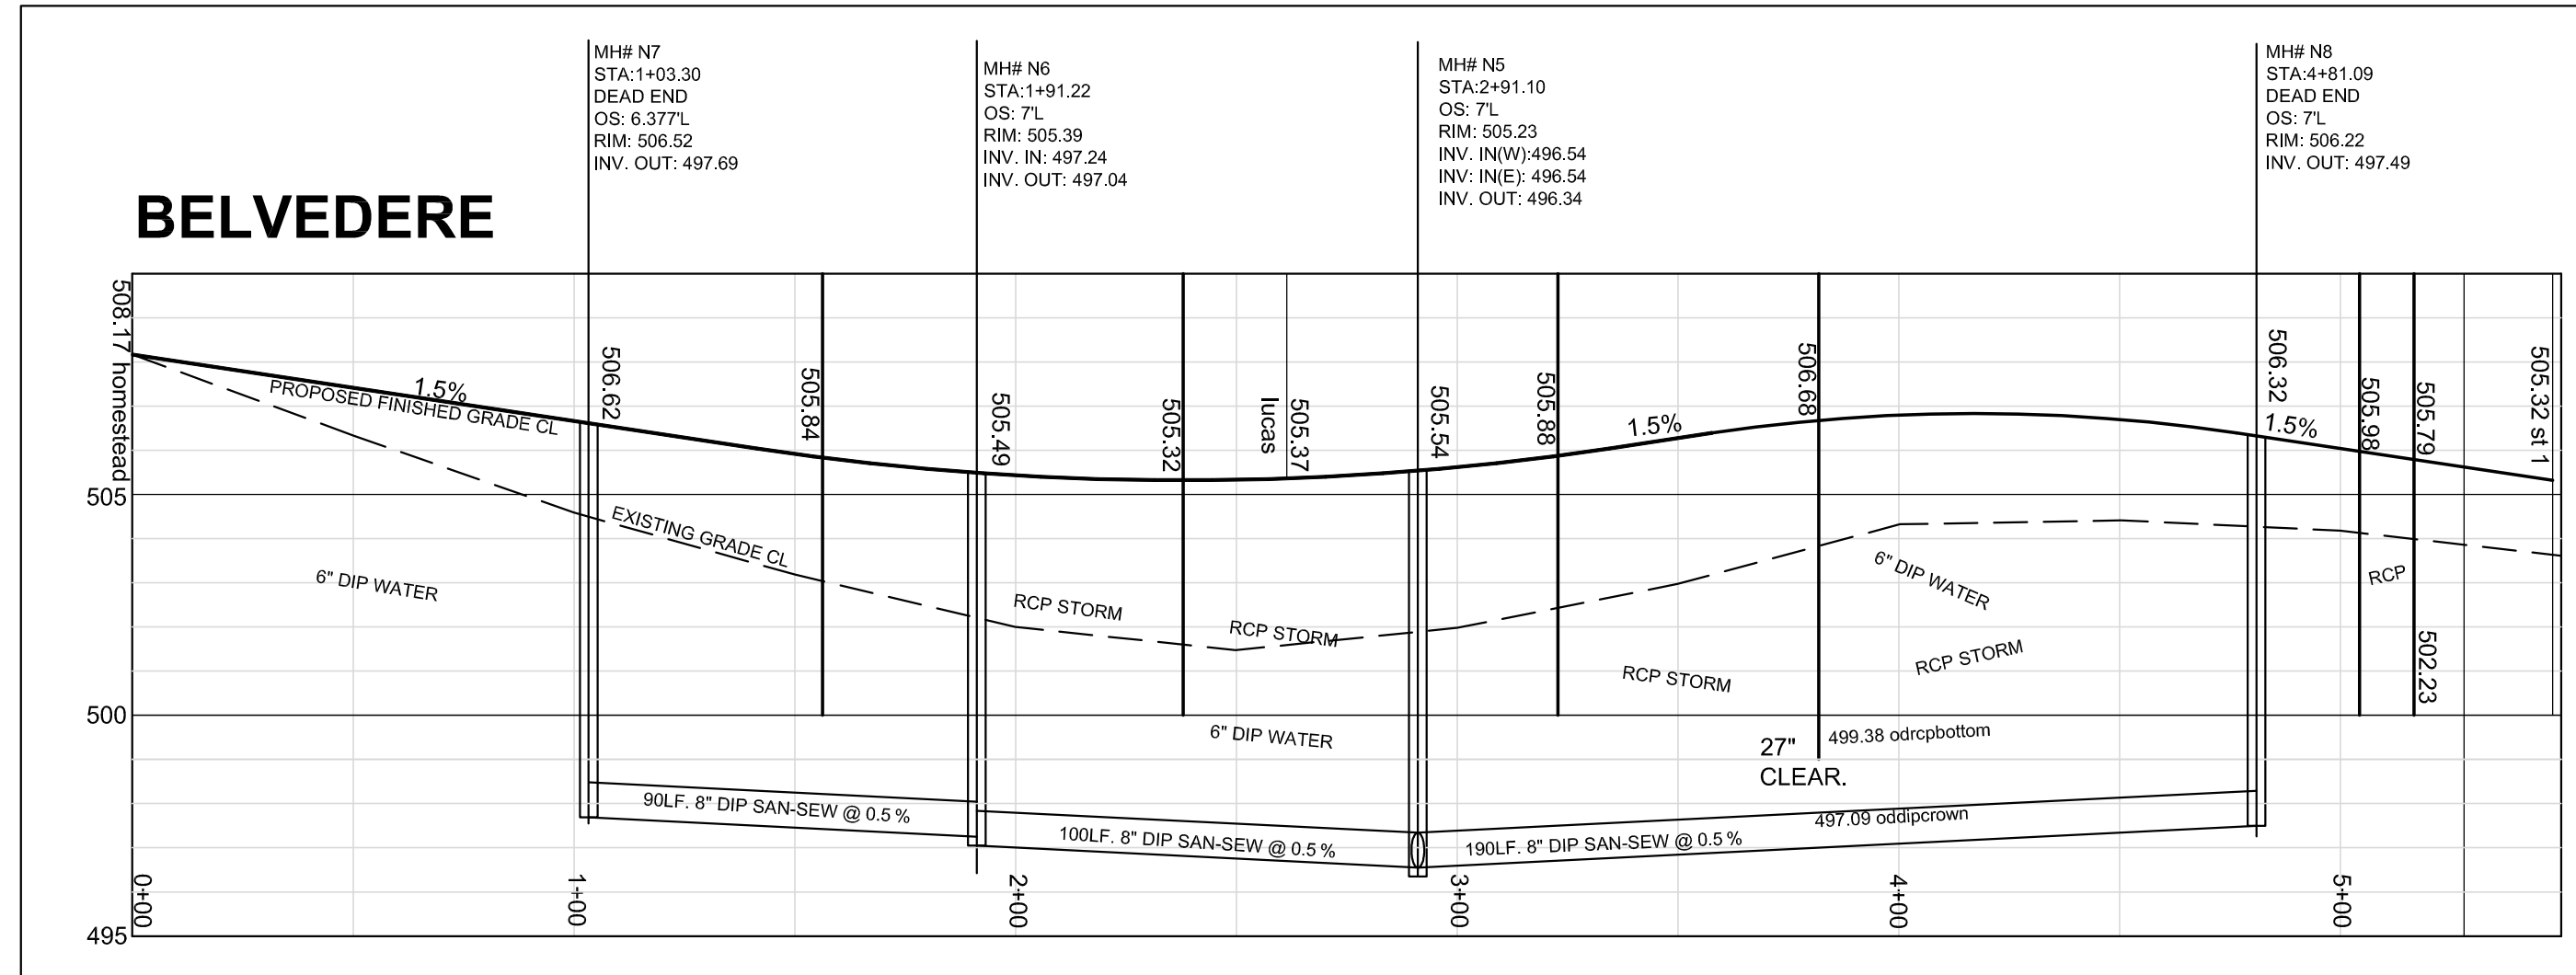 MH# N7
STA:1+03.30
DEAD END
OS: 6.377'L
RIM: 506.52
INV. OUT: 497.69
MH# N6
STA:1+91.22
OS: 7'L
RIM: 505.39
INV. IN: 497.24
INV. OUT: 497.04
MH# N5
STA:2+91.10
OS: 7'L
RIM: 505.23
INV. IN(W):496.54
INV: IN(E): 496.54
INV. OUT: 496.34
MH# N8
STA:4+81.09
DEAD END
OS: 7'L
RIM: 506.22
INV. OUT: 497.49
BELVEDERE
508.17 homestead
1.5%
PROPOSED FINISHED GRADE CL
506.62
505.84
505.49
505.32
lucas
505.37
505.54
505.88
1.5%
506.68
506.32
1.5%
505.98
505.79
505.32 st 1
505
EXISTING GRADE CL
6" DIP WATER
RCP STORM
RCP STORM
6" DIP WATER
RCP
RCP STORM
RCP STORM
502.23
500
6" DIP WATER
27"
CLEAR.
499.38 odrcpbottom
90LF. 8" DIP SAN-SEW @ 0.5 %
100LF. 8" DIP SAN-SEW @ 0.5 %
190LF. 8" DIP SAN-SEW @ 0.5 %
497.09 oddipcrown
0+00
1+00
2+00
3+00
4+00
5+00
495